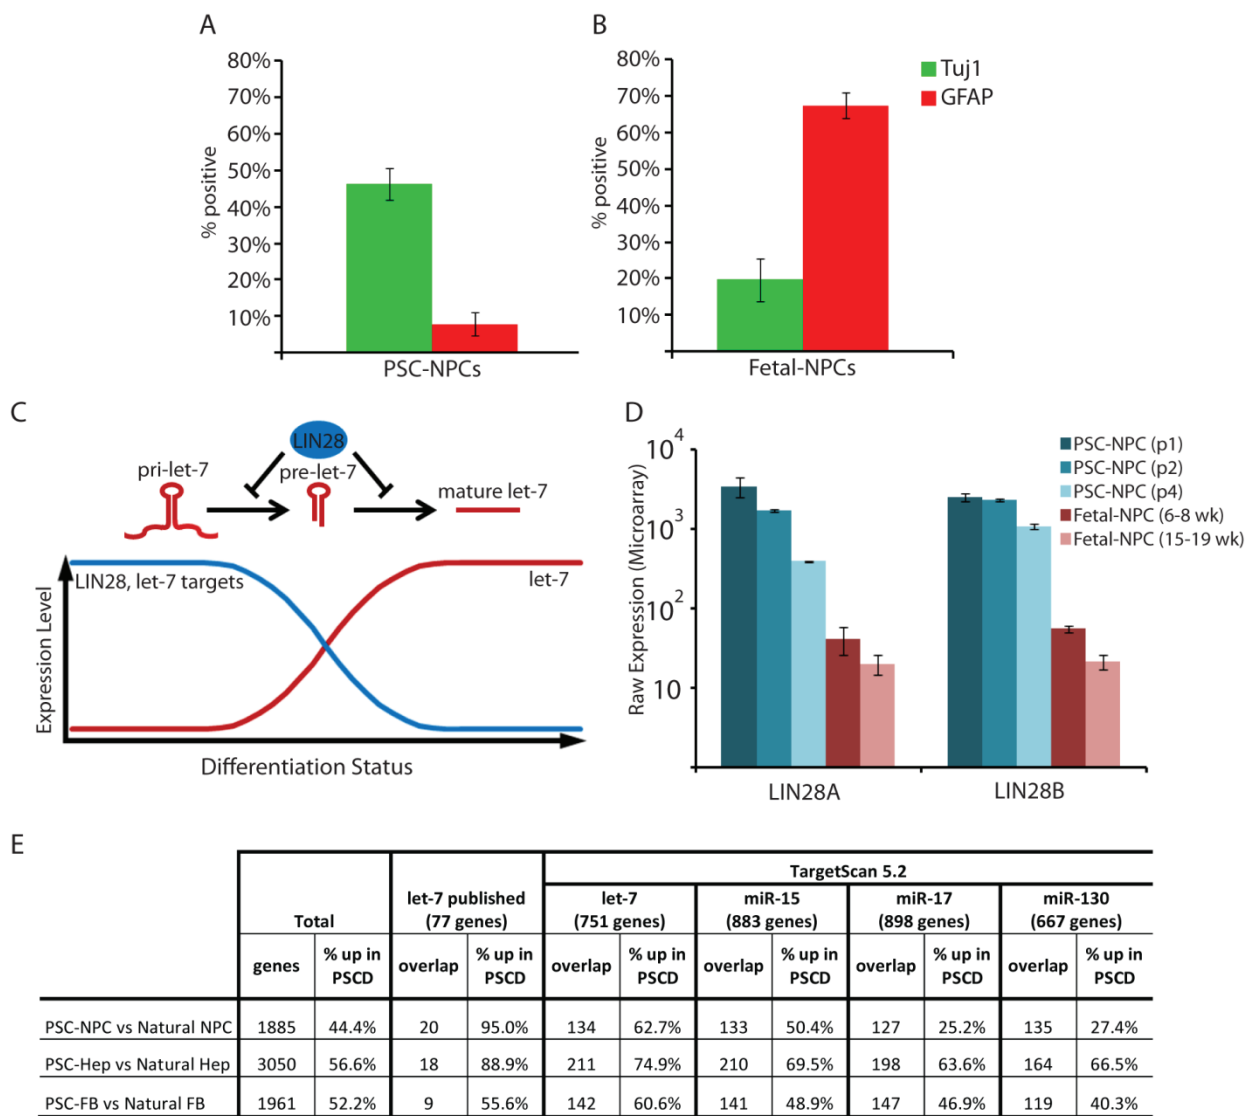 A
80%
70%
60%
50%
40%
30%
20%
10%
% positive
PSC-NPCs
B
80%
70%
60%
50%
40%
30%
20%
10%
% positive
Fetal-NPCs
Tuj1
GFAP
C
LIN28
pri-let-7
pre-let-7
mature let-7
LIN28, let-7 targets
let-7
Expression Level
Differentiation Status
D
10^4
10^3
10^2
10
Raw Expression (Microarray)
LIN28A
LIN28B
PSC-NPC (p1)
PSC-NPC (p2)
PSC-NPC (p4)
Fetal-NPC (6-8 wk)
Fetal-NPC (15-19 wk)
E
TargetScan 5.2
Total
let-7 published
(77 genes)
let-7
(751 genes)
miR-15
(883 genes)
miR-17
(898 genes)
miR-130
(667 genes)
genes % up in PSCD overlap % up in PSCD overlap % up in PSCD overlap % up in PSCD overlap % up in PSCD overlap % up in PSCD
PSC-NPC vs Natural NPC 1885 44.4% 20 95.0% 134 62.7% 133 50.4% 127 25.2% 135 27.4%
PSC-Hep vs Natural Hep 3050 56.6% 18 88.9% 211 74.9% 210 69.5% 198 63.6% 164 66.5%
PSC-FB vs Natural FB 1961 52.2% 9 55.6% 142 60.6% 141 48.9% 147 46.9% 119 40.3%